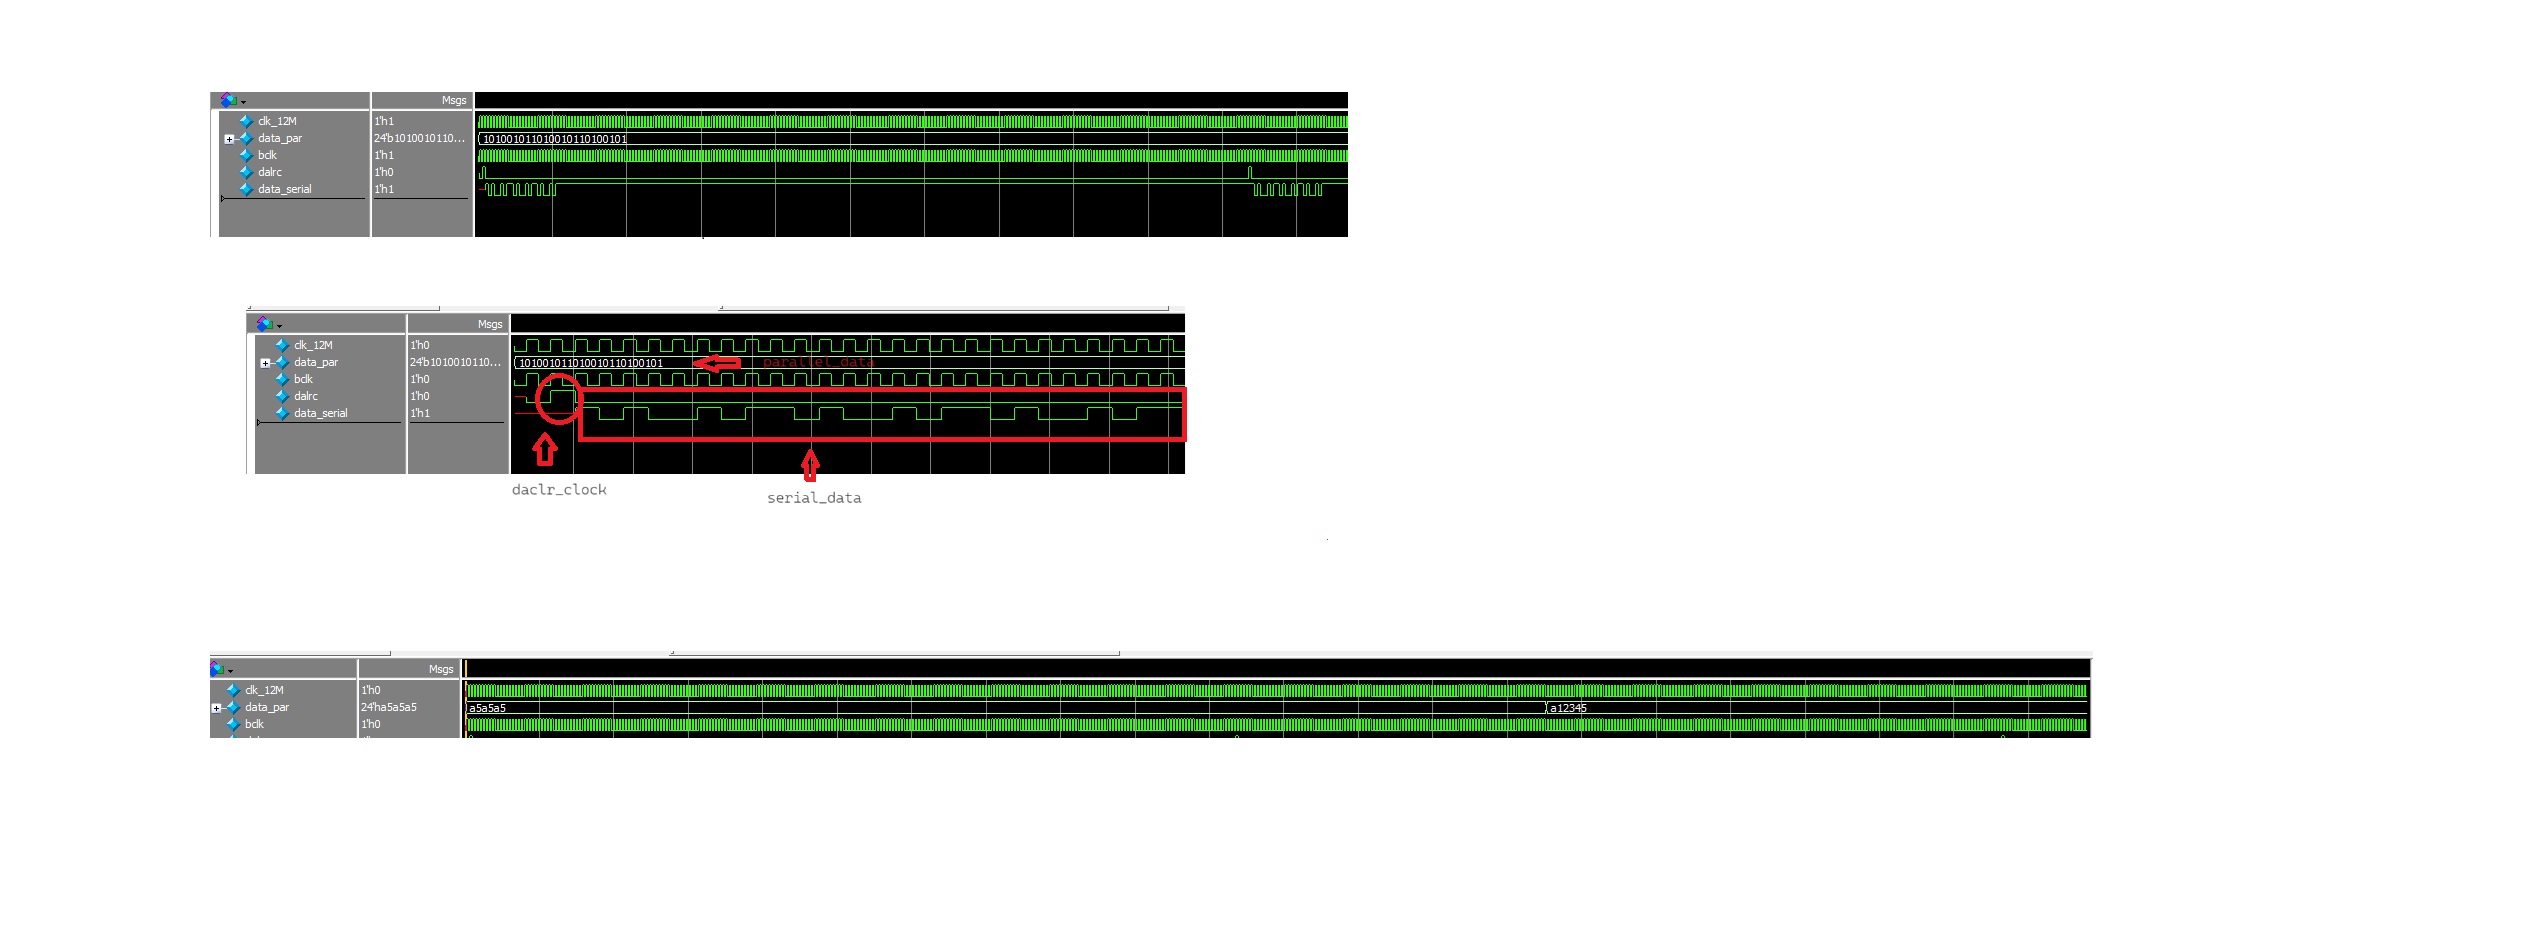 Msgs
clk_12M 1'h1
data_par 24'b1010010110... 101001011010010110100101
bclk 1'h1
dalrc 1'h0
data_serial 1'h1
Msgs
clk_12M 1'h0
data_par 24'b1010010110... 101001011010010110100101 parallel_data
bclk 1'h0
dalrc 1'h0
data_serial 1'h1
daclr_clock
serial_data
Msgs
clk_12M 1'h0
data_par 24'ha5a5a5 a5a5a5 a12345
bclk 1'h0